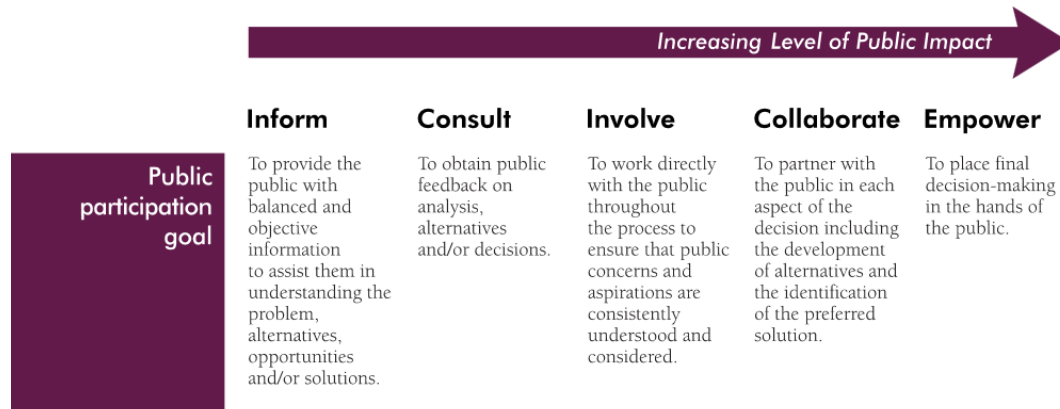 Increasing Level of Public Impact
Inform
Consult
Involve
Collaborate
Empower
Public
participation
goal
To provide the
public with
balanced and
objective
information
to assist them in
understanding the
problem,
alternatives,
opportunities
and/or solutions.
To obtain public
feedback on
analysis,
alternatives
and/or decisions.
To work directly
with the public
throughout
the process to
ensure that public
concerns and
aspirations are
consistently
understood and
considered.
To partner with
the public in each
aspect of the
decision including
the development
of alternatives and
the identification
of the preferred
solution.
To place final
decision-making
in the hands of
the public.